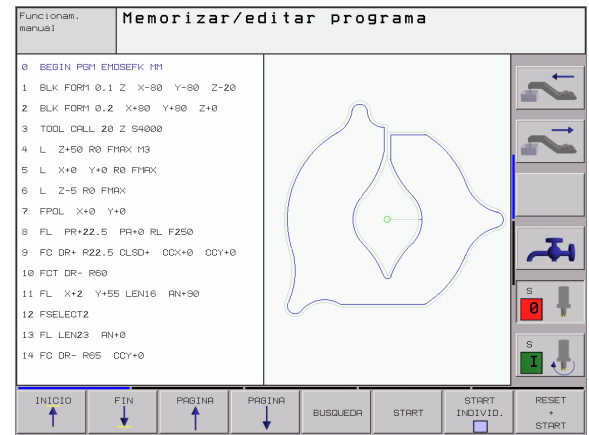 Funcionam.
manual
Memorizar/editar programa
0 BEGIN PGM EMOSEFK MM
1 BLK FORM 0.1 Z X-80 Y-80 Z-20
2 BLK FORM 0.2 X+80 Y+80 Z+0
3 TOOL CALL 20 Z S4000
4 L Z+50 R0 FMAX M3
5 L X+0 Y+0 R0 FMAX
6 L Z-5 R0 FMAX
7 FPOL X+0 Y+0
8 FL PR+22.5 PA+0 RL F250
9 FC DR+ R22.5 CLSD+ CCX+0 CCY+0
10 FCT DR- R60
11 FL X+2 Y+55 LEN16 AN+90
12 FSELECT2
13 FL LEN23 AN+0
14 FC DR- R65 CCY+0
S
0
S
I
INICIO
FIN
PAGINA
PAGINA
BUSQUEDA
START
START
INDIVID.
RESET
+
START